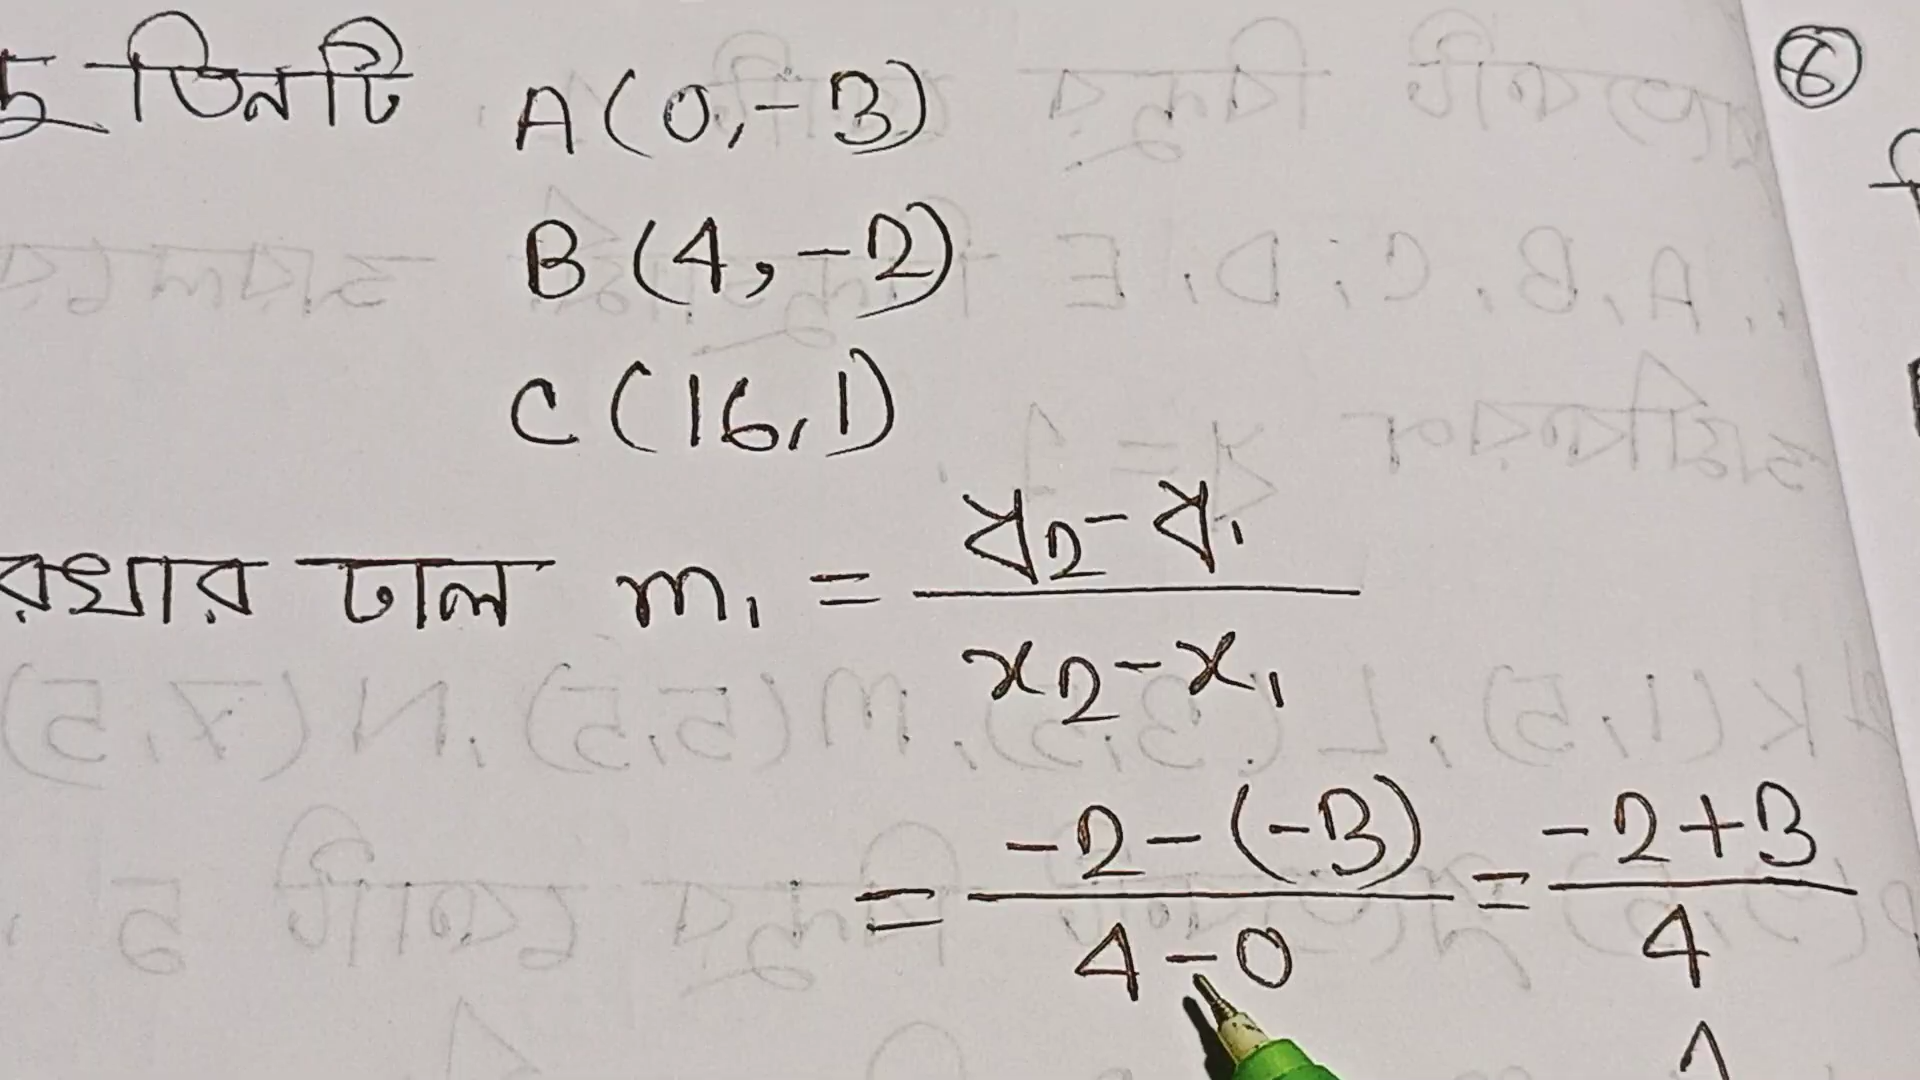 তিনটি A(0,-3)
B(4,-2)
C(16,1)
রেখার ঢাল m₁ = (y₂-y₁)/(x₂-x₁)
= (-2-(-3))/(4-0) = (-2+3)/4